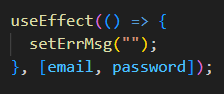 useEffect(() => {
  setErrMsg("");
}, [email, password]);